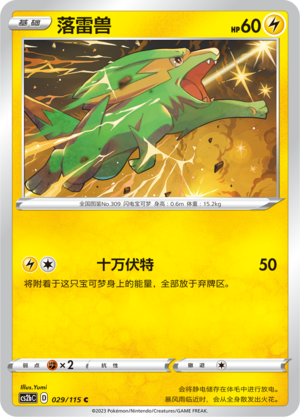 基础 落雷兽 HP60
全国图鉴No.309 闪电宝可梦 身高：0.6m 体重：15.2kg
十万伏特 50
将附着于这只宝可梦身上的能量，全部放于弃牌区。
弱点 ×2 抵抗力 撤退
Illus.Yumi
CS2bC D 029/115 C
会将静电储存在体毛中进行放电。
暴风雨临近时，会从全身散发出火花。
©2023 Pokémon/Nintendo/Creatures/GAME FREAK.